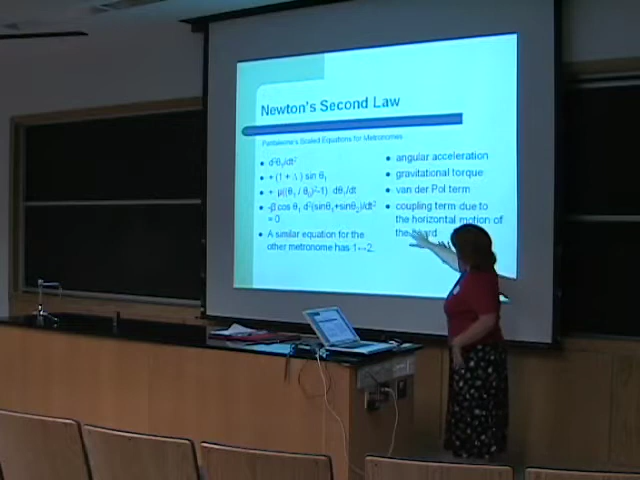 Newton's Second Law
Pantaleone's Scaled Equations for Metronomes
• d²θ₁/dt²
• + (1 + Δ ) sin θ₁
• + μ((θ₁ / θ₀)²-1) dθ₁/dt
• -β cos θ₁ d²(sinθ₁+sinθ₂)/dt²
= 0
• A similar equation for the
other metronome has 1↔2.
• angular acceleration
• gravitational torque
• van der Pol term
• coupling term due to
the horizontal motion of
the board